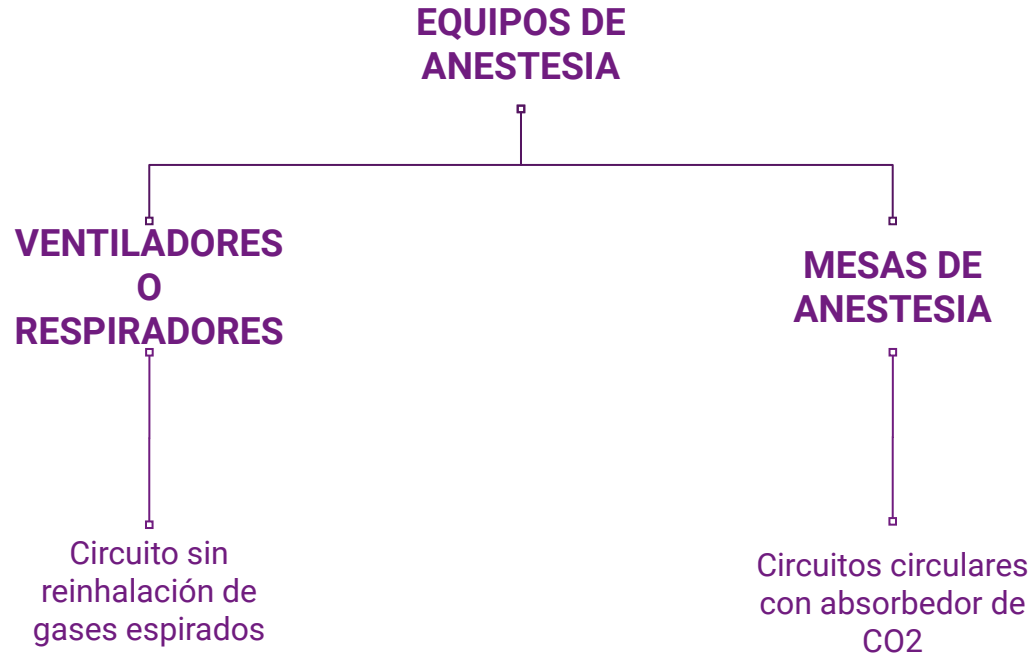 EQUIPOS DE
ANESTESIA
VENTILADORES
O
RESPIRADORES
MESAS DE
ANESTESIA
Circuito sin
reinhalación de
gases espirados
Circuitos circulares
con absorbedor de
CO2